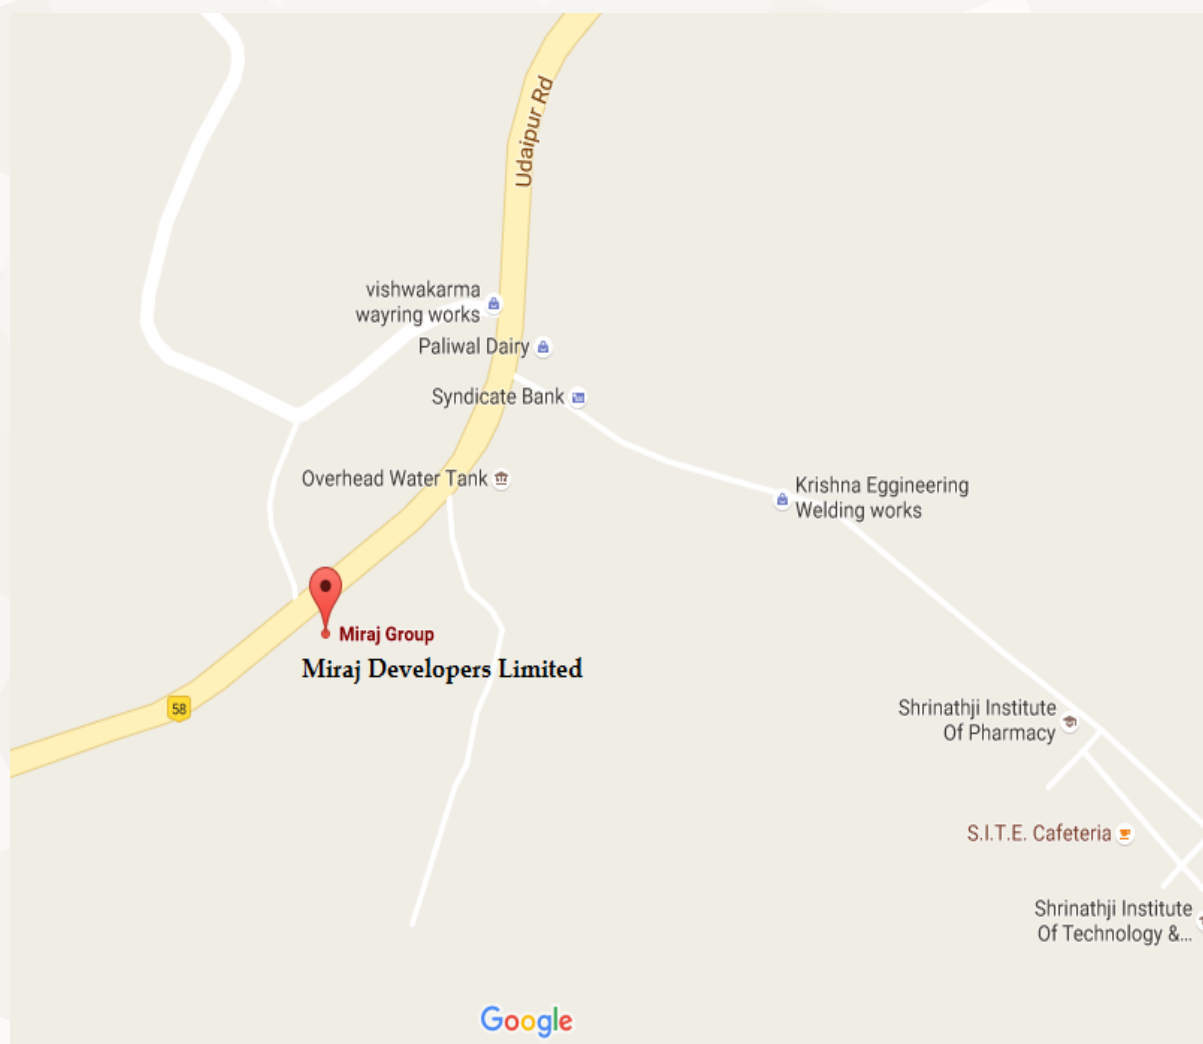 Udaipur Rd
vishwakarma
wayring works
Paliwal Dairy
Syndicate Bank
Overhead Water Tank
Krishna Eggineering
Welding works
Miraj Group
Miraj Developers Limited
58
Shrinathji Institute
Of Pharmacy
S.I.T.E. Cafeteria
Shrinathji Institute
Of Technology &...
Google